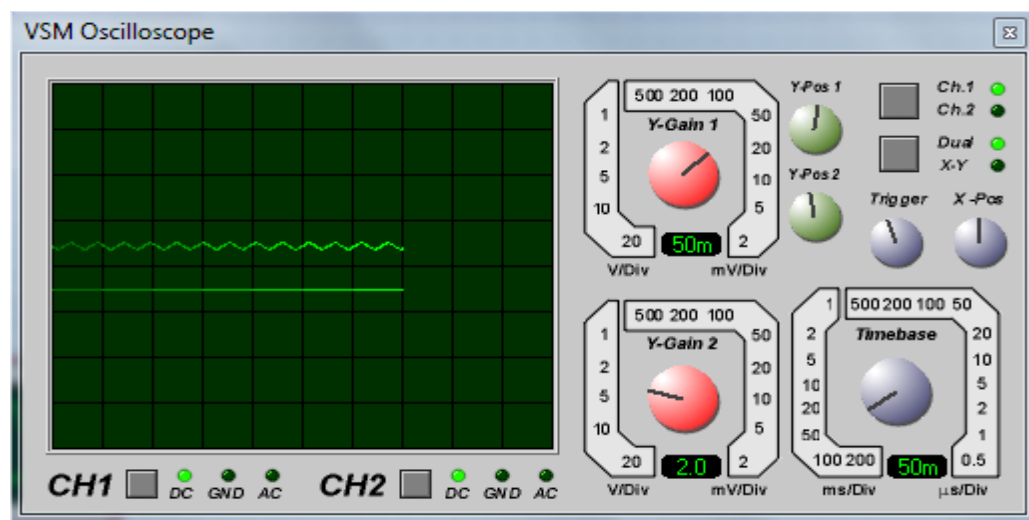 VSM Oscilloscope
500 200 100
1
Y-Gain 1
50
2
20
5
10
10
5
20
50m
2
V/Div
mV/Div
Y-Pos 1
Y-Pos 2
Ch.1
Ch.2
Dual
X-Y
Trigger
X-Pos
500 200 100
1
Y-Gain 2
50
2
20
5
10
10
5
20
2.0
2
V/Div
mV/Div
1
500 200 100 50
2
Timebase
20
5
10
10
5
20
2
50
1
100 200
50m
0.5
ms/Div
µs/Div
CH1
DC
GND
AC
CH2
DC
GND
AC